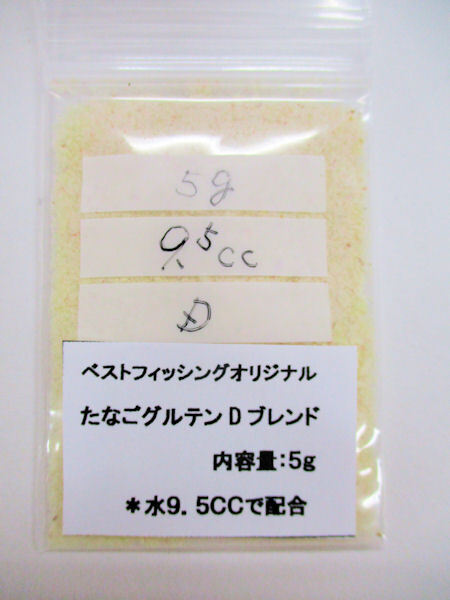 5g
9.5cc
D
ベストフィッシングオリジナル
たなごグルテンDブレンド
内容量:5g
*水9.5CCで配合